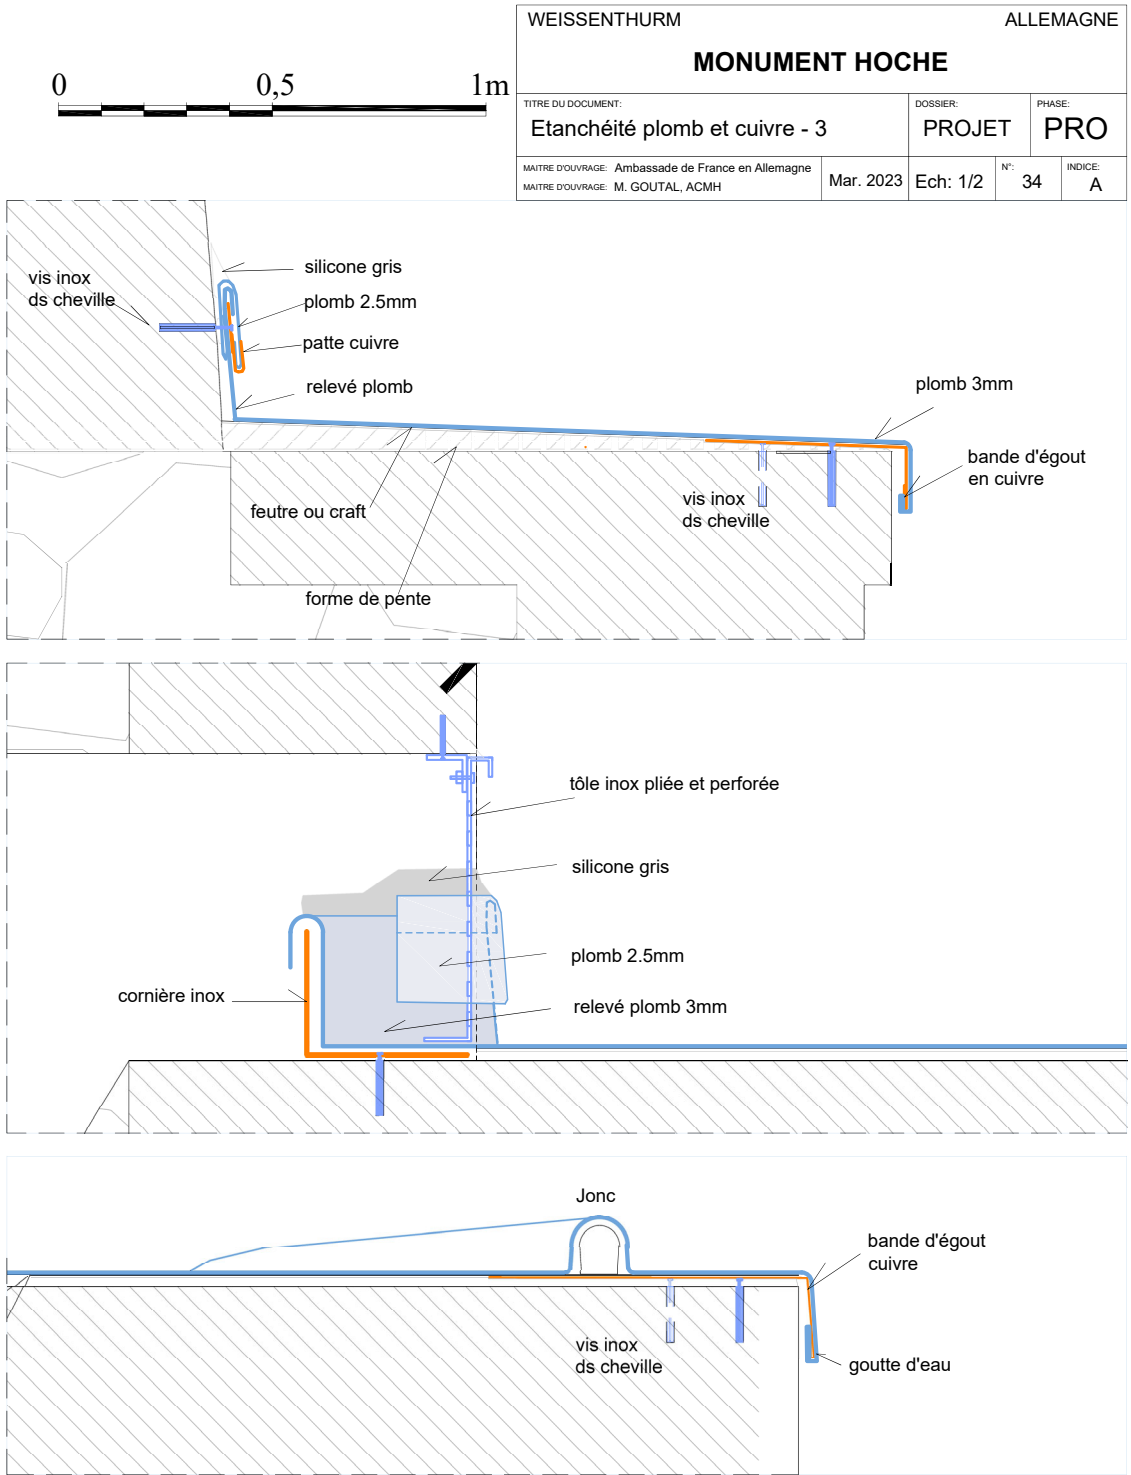 WEISSENTHURM ALLEMAGNE
MONUMENT HOCHE
0 0,5 1m
TITRE DU DOCUMENT: DOSSIER: PHASE:
Etanchéité plomb et cuivre - 3 PROJET PRO
MAITRE D'OUVRAGE: Ambassade de France en Allemagne
MAITRE D'OUVRAGE: M. GOUTAL, ACMH
Mar. 2023 Ech: 1/2 N°: 34 INDICE: A
silicone gris
vis inox
ds cheville
plomb 2.5mm
patte cuivre
relevé plomb
plomb 3mm
bande d'égout
en cuivre
feutre ou craft
vis inox
ds cheville
forme de pente
tôle inox pliée et perforée
silicone gris
plomb 2.5mm
cornière inox
relevé plomb 3mm
Jonc
bande d'égout
cuivre
vis inox
ds cheville
goutte d'eau